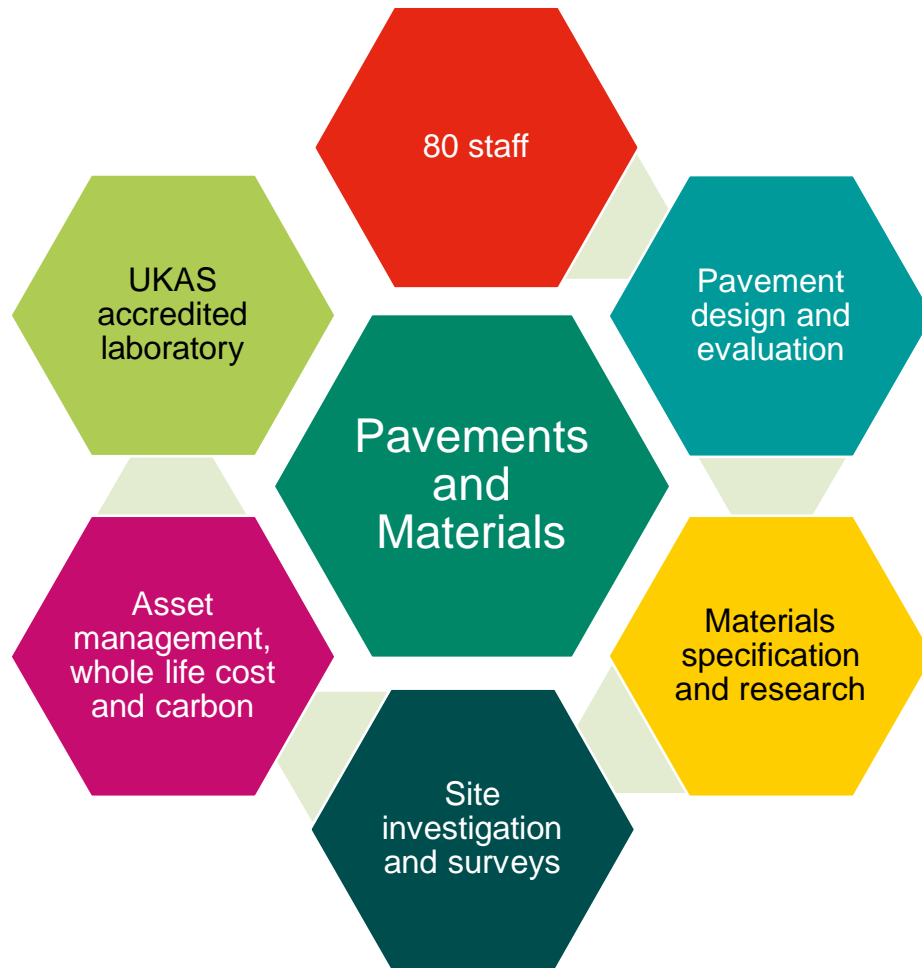 80 staff
UKAS
accredited
laboratory
Pavement
design and
evaluation
Pavements
and
Materials
Asset
management,
whole life cost
and carbon
Materials
specification
and research
Site
investigation
and surveys